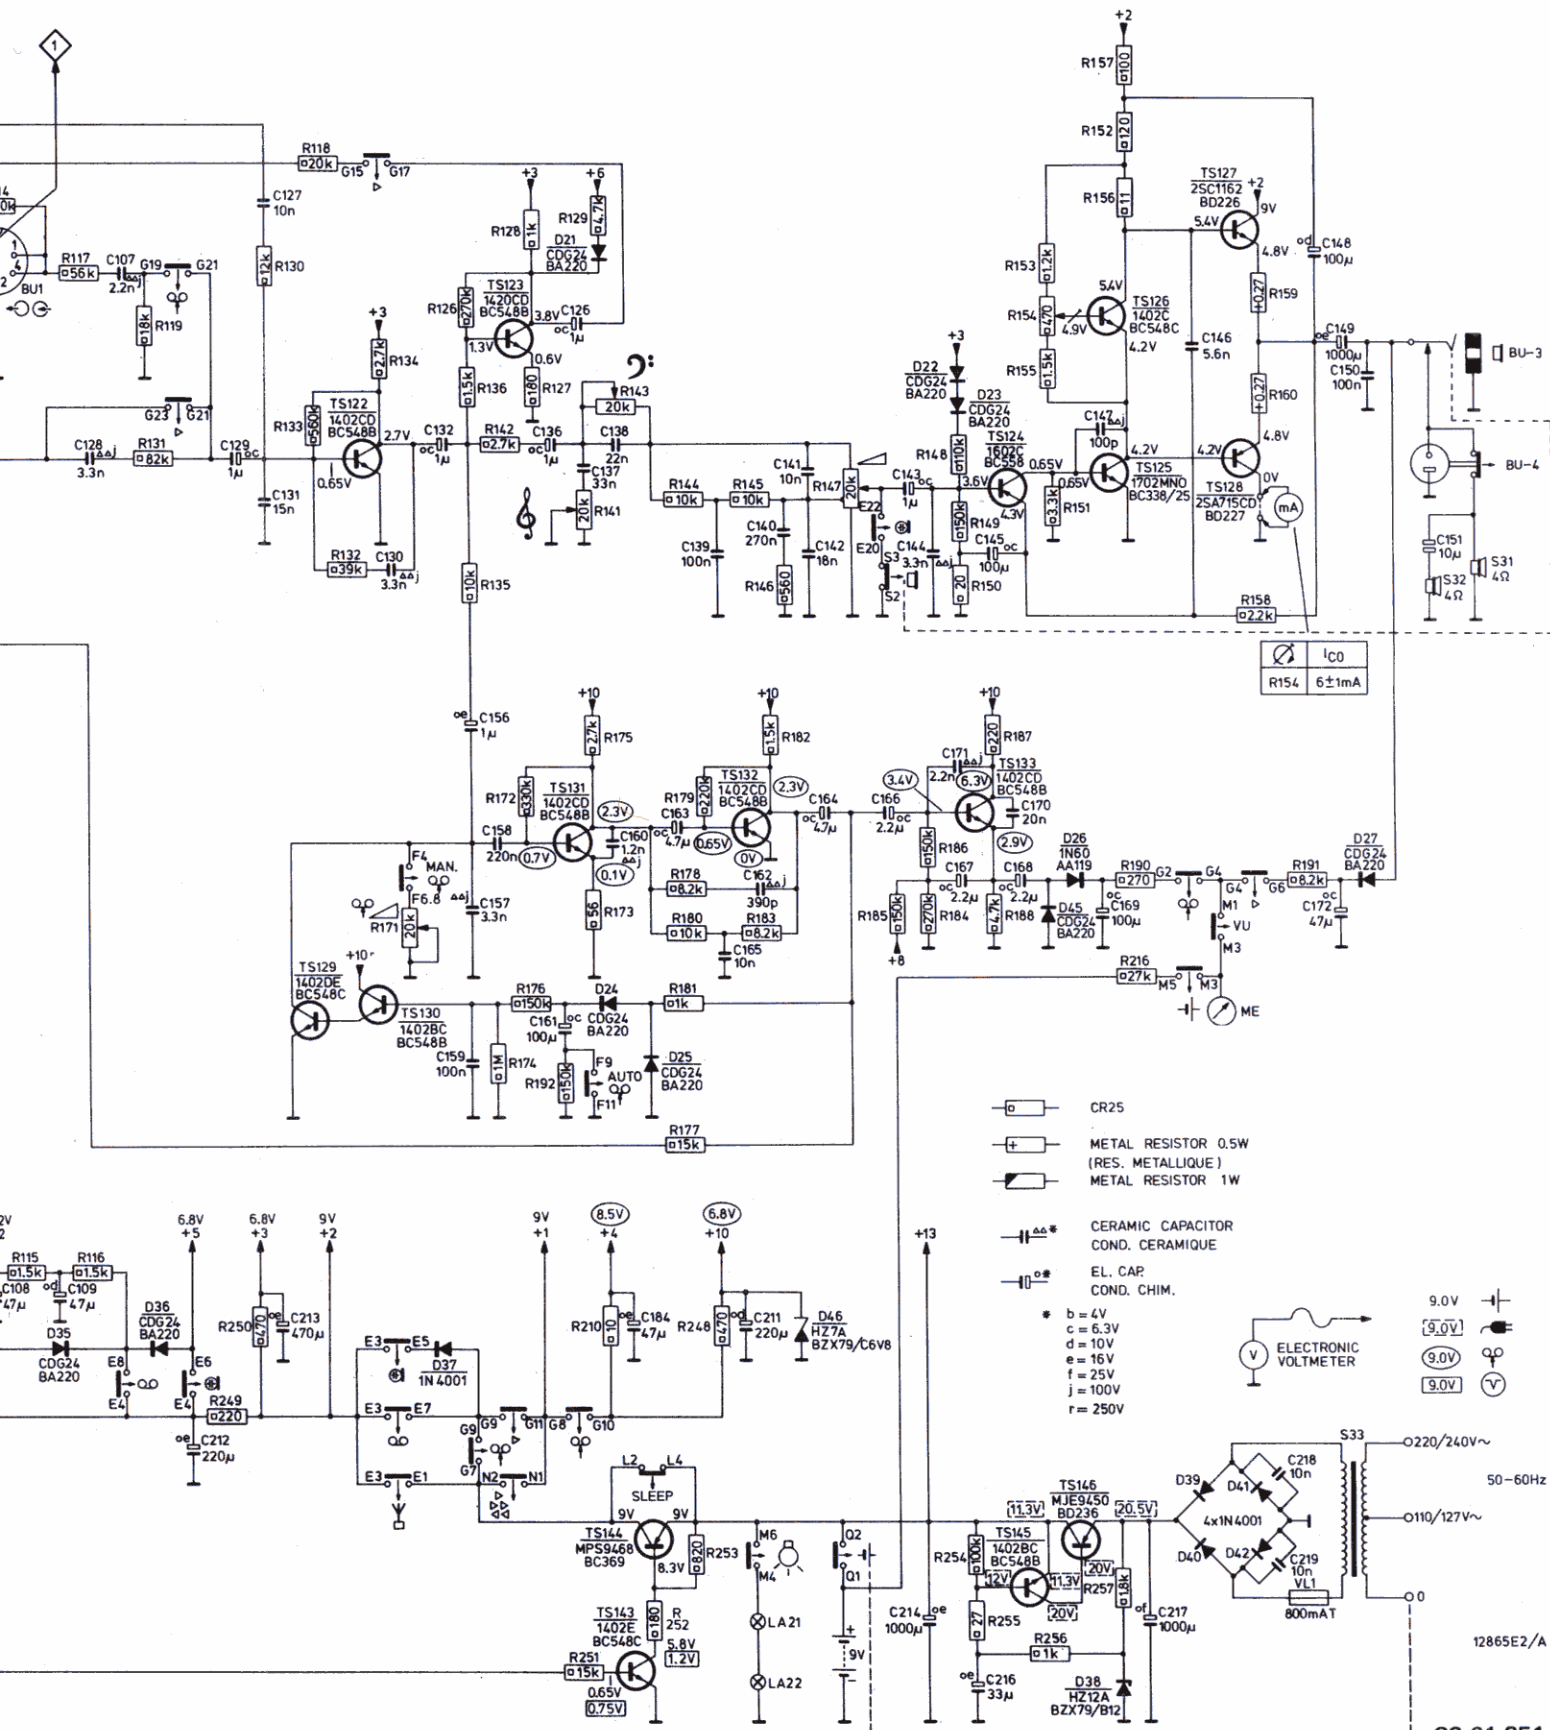 1
+2
R157
100
R152
120
R118
20k
G15
G17
R156
11
TS127
2SC1162
BD226
+2
9V
5.4V
4.8V
C127
10n
+3
+6
R129
4.7k
R128
1k
D21
CDG24
BA220
C148
100µ
R117
56k
C107
2.2n
G19
G21
R130
12k
BU1
R119
18k
R126
270k
TS123
1420CD
BC548B
3.8V
C126
1µ
1.3V
0.6V
R153
1.2k
R154
470
4.9V
5.4V
TS126
1402C
BC548C
4.2V
R159
0.27
C146
5.6n
C149
1000µ
C150
100n
BU-3
+3
R134
2.7k
R136
1.5k
R127
180
R143
20k
+3
D22
CDG24
BA220
D23
CDG24
BA220
R155
1.5k
R160
0.27
G23
G21
R133
560k
TS122
1402CD
BC548B
2.7V
C132
1µ
R142
2.7k
C136
1µ
C138
22n
C147
100p
C128
3.3n
R131
82k
C129
1µ
0.65V
C137
33n
R141
20k
C141
10n
R147
20k
C143
1µ
R148
110k
TS124
1602C
BC558
0.65V
3.6V
4.3V
0.65V
4.2V
TS125
1702MNO
BC338/25
4.2V
4.8V
0V
TS128
2SA715CD
BD227
mA
BU-4
C131
15n
R144
10k
R145
10k
E22
E20
R149
150k
R151
3.3k
R132
39k
C130
3.3n
R135
10k
C139
100n
C140
270n
R146
560
C142
18n
S3
S2
C144
3.3n
C145
100µ
R150
20
R158
2.2k
C151
10µ
S32
4Ω
S31
4Ω
ICO
R154
6±1mA
C156
1µ
+10
R175
2.7k
+10
R182
1.5k
+10
R187
220
R172
330k
TS131
1402CD
BC548B
2.3V
R179
220k
TS132
1402CD
BC548B
2.3V
C164
4.7µ
3.4V
C166
2.2µ
C171
2.2n
6.3V
TS133
1402CD
BC548B
C170
20n
C158
220n
0.7V
C160
1.2n
0.1V
C163
4.7µ
0.65V
0V
2.9V
F4
MAN.
F6.8
R171
20k
C157
3.3n
R173
56
R178
8.2k
C162
390p
R180
10k
R183
8.2k
C165
10n
R186
150k
C167
2.2µ
C168
2.2µ
D26
1N60
AA119
R190
270
G2
G4
G4
G6
R191
8.2k
D27
CDG24
BA220
R185
150k
R184
270k
R188
4.7k
D45
CDG24
BA220
C169
100µ
M1
VU
M3
C172
47µ
+8
TS129
1402DE
BC548C
+10
TS130
1402BC
BC548B
R176
150k
D24
CDG24
BA220
R181
1k
R216
27k
M5
M3
ME
C161
100µ
C159
100n
R174
1M
R192
150k
F9
AUTO
F11
D25
CDG24
BA220
R177
15k
CR25
METAL RESISTOR 0.5W
(RES. METALLIQUE)
METAL RESISTOR 1W
CERAMIC CAPACITOR
COND. CERAMIQUE
EL. CAP.
COND. CHIM.
* b = 4V
c = 6.3V
d = 10V
e = 16V
f = 25V
j = 100V
r = 250V
V
ELECTRONIC
VOLTMETER
9.0V
9.0V
9.0V
9.0V
6.8V
+5
6.8V
+3
9V
+2
9V
+1
8.5V
+4
6.8V
+10
+13
R115
1.5k
R116
1.5k
C108
47µ
C109
47µ
D35
CDG24
BA220
D36
CDG24
BA220
E8
E4
E6
E4
R250
470
C213
470µ
R249
220
C212
220µ
E3
E5
D37
1N4001
E3
E7
E3
E1
G9
G7
G9
G11
G8
G10
N2
N1
R210
10
C184
47µ
R248
470
C211
220µ
D46
HZ7A
BZX79/C6V8
L2
L4
SLEEP
9V
9V
TS144
MPS9468
BC369
8.3V
R253
820
M6
M4
LA21
LA22
Q2
Q1
9V
TS143
1402E
BC548C
R
252
180
5.8V
1.2V
R251
15k
0.65V
0.75V
11.3V
TS146
MJE9450
BD236
20.5V
TS145
1402BC
BC548B
R254
100k
12V
11.3V
20V
20V
R257
1.8k
R255
27
R256
1k
C214
1000µ
C216
33µ
D38
HZ12A
BZX79/B12
C217
1000µ
D39
D41
4x1N4001
D40
D42
C218
10n
C219
10n
VL1
800mAT
S33
220/240V~
50-60Hz
110/127V~
0
12865E2/A